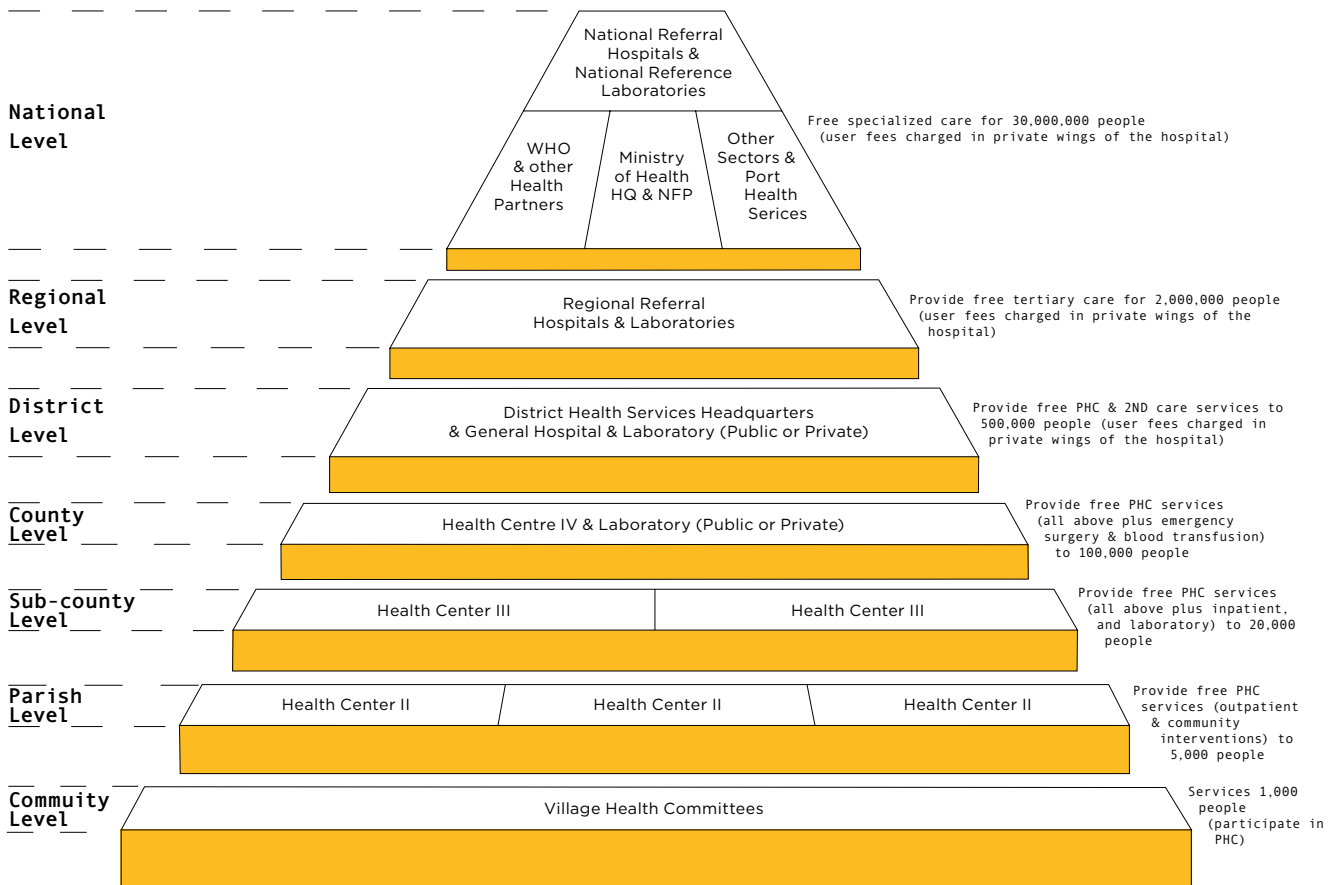 National Referral
Hospitals &
National Reference
Laboratories
National
Level
WHO
& other
Health
Partners
Ministry
of Health
HQ & NFP
Other
Sectors &
Port
Health
Serices
Free specialized care for 30,000,000 people
(user fees charged in private wings of the hospital)
Regional
Level
Regional Referral
Hospitals & Laboratories
Provide free tertiary care for 2,000,000 people
(user fees charged in private wings of the
hospital)
District
Level
District Health Services Headquarters
& General Hospital & Laboratory (Public or Private)
Provide free PHC & 2ND care services to
500,000 people (user fees charged in
private wings of the hospital)
County
Level
Health Centre IV & Laboratory (Public or Private)
Provide free PHC services
(all above plus emergency
surgery & blood transfusion)
to 100,000 people
Sub-county
Level
Health Center III
Health Center III
Provide free PHC services
(all above plus inpatient,
and laboratory) to 20,000
people
Parish
Level
Health Center II
Health Center II
Health Center II
Provide free PHC
services (outpatient
& community
interventions) to
5,000 people
Commuity
Level
Village Health Committees
Services 1,000
people
(participate in
PHC)